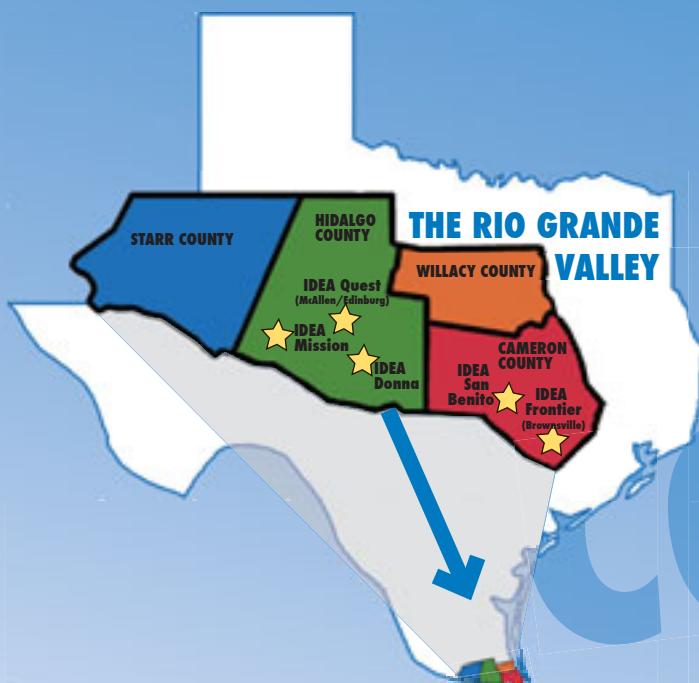 THE RIO GRANDE
VALLEY
STARR COUNTY
HIDALGO
COUNTY
WILLACY COUNTY
IDEA Quest
(McAllen/Edinburg)
IDEA
Mission
IDEA
Donna
CAMERON
COUNTY
IDEA
San
Benito
IDEA
Frontier
(Brownsville)